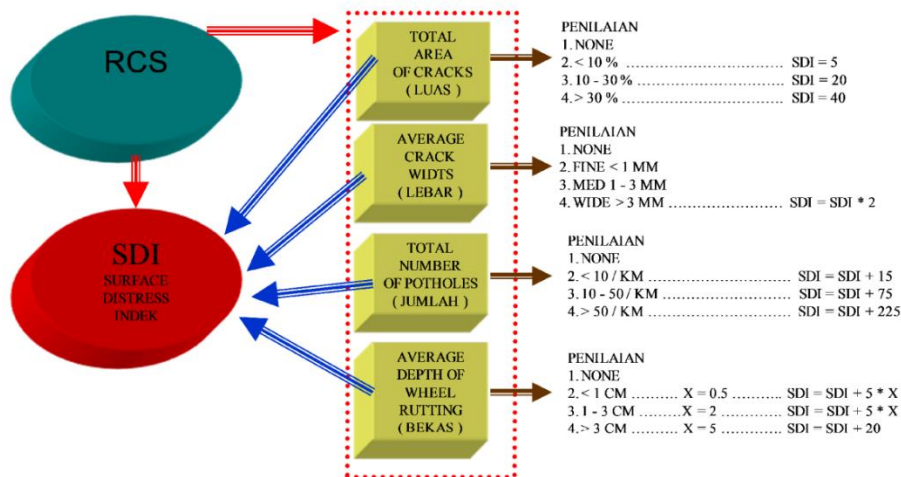 RCS
SDI
SURFACE
DISTRESS
INDEK
TOTAL
AREA
OF CRACKS
( LUAS )
AVERAGE
CRACK
WIDTS
( LEBAR )
TOTAL
NUMBER
OF POTHOLES
( JUMLAH )
AVERAGE
DEPTH OF
WHEEL
RUTTING
( BEKAS )
PENILAIAN
1. NONE
2. < 10 % ........................................ SDI = 5
3. 10 - 30 % .................................... SDI = 20
4. > 30 % ........................................ SDI = 40
PENILAIAN
1. NONE
2. FINE < 1 MM
3. MED 1 - 3 MM
4. WIDE > 3 MM ............................. SDI = SDI * 2
PENILAIAN
1. NONE
2. < 10 / KM ..................................... SDI = SDI + 15
3. 10 - 50 / KM ................................. SDI = SDI + 75
4. > 50 / KM ..................................... SDI = SDI + 225
PENILAIAN
1. NONE
2. < 1 CM .......... X = 0.5 ............ SDI = SDI + 5 * X
3. 1 - 3 CM ........ X = 2 ............... SDI = SDI + 5 * X
4. > 3 CM .......... X = 5 ............... SDI = SDI + 20